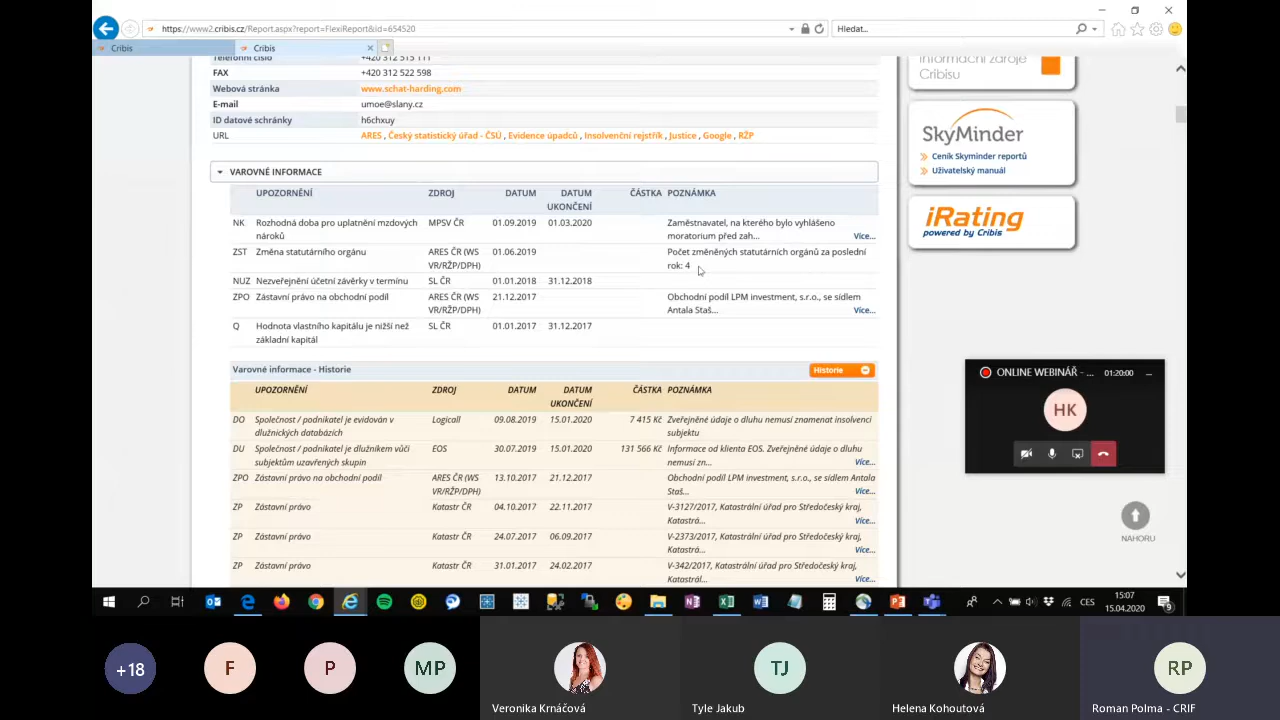 https://www2.cribis.cz/Report.aspx?report=FlexiReport&id=654520
Hledat...
Cribis
Cribis
Telefonní číslo +420 312 515 111
FAX +420 312 522 598
Webová stránka www.schat-harding.com
E-mail umoe@slany.cz
ID datové schránky h6chxuy
URL ARES , Český statistický úřad - ČSÚ , Evidence úpadců , Insolvenční rejstřík , Justice , Google , RŽP
VAROVNÉ INFORMACE
UPOZORNĚNÍ ZDROJ DATUM DATUM ČÁSTKA POZNÁMKA
UKONČENÍ
NK Rozhodná doba pro uplatnění mzdových MPSV ČR 01.09.2019 01.03.2020 Zaměstnavatel, na kterého bylo vyhlášeno
nároků moratorium před zah... Více...
ZST Změna statutárního orgánu ARES ČR (WS 01.06.2019 Počet změněných statutárních orgánů za poslední
VR/RŽP/DPH) rok: 4
NUZ Nezveřejnění účetní závěrky v termínu SL ČR 01.01.2018 31.12.2018
ZPO Zástavní právo na obchodní podíl ARES ČR (WS 21.12.2017 Obchodní podíl LPM investment, s.r.o., se sídlem
VR/RŽP/DPH) Antala Staš... Více...
Q Hodnota vlastního kapitálu je nižší než SL ČR 01.01.2017 31.12.2017
základní kapitál
Varovné informace - Historie Historie
UPOZORNĚNÍ ZDROJ DATUM DATUM ČÁSTKA POZNÁMKA
UKONČENÍ
DO Společnost / podnikatel je evidován v Logicall 09.08.2019 15.01.2020 7 415 Kč Zveřejněné údaje o dluhu nemusí znamenat insolvenci
dlužnických databázích subjektu
DU Společnost / podnikatel je dlužníkem vůči EOS 30.07.2019 15.01.2020 131 566 Kč Informace od klienta EOS. Zveřejněné údaje o dluhu
subjektům uzavřených skupin nemusí zn... Více...
ZPO Zástavní právo na obchodní podíl ARES ČR (WS 13.10.2017 21.12.2017 Obchodní podíl LPM investment, s.r.o., se sídlem Antala
VR/RŽP/DPH) Staš... Více...
ZP Zástavní právo Katastr ČR 04.10.2017 22.11.2017 V-3127/2017, Katastrální úřad pro Středočeský kraj,
Katastrá... Více...
ZP Zástavní právo Katastr ČR 24.07.2017 06.09.2017 V-2373/2017, Katastrální úřad pro Středočeský kraj,
Katastrá... Více...
ZP Zástavní právo Katastr ČR 31.01.2017 24.02.2017 V-342/2017, Katastrální úřad pro Středočeský kraj,
Katastrál... Více...
Informační zdroje
Cribisu
SkyMinder
Ceník Skyminder reportů
Uživatelský manuál
iRating
powered by Cribis
ONLINE WEBINÁŘ - ... 01:20:00
HK
NAHORU
CES
15:07
15.04.2020
9
+18
F
P
MP
TJ
RP
Veronika Krnáčová
Tyle Jakub
Helena Kohoutová
Roman Polma - CRIF